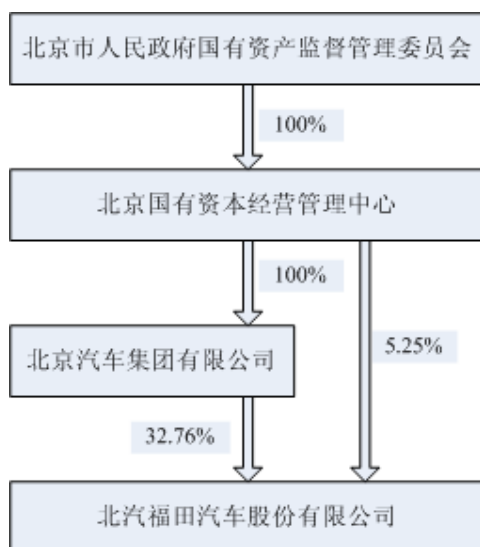 北京市人民政府国有资产监督管理委员会
100%
北京国有资本经营管理中心
100%
5.25%
北京汽车集团有限公司
32.76%
北汽福田汽车股份有限公司